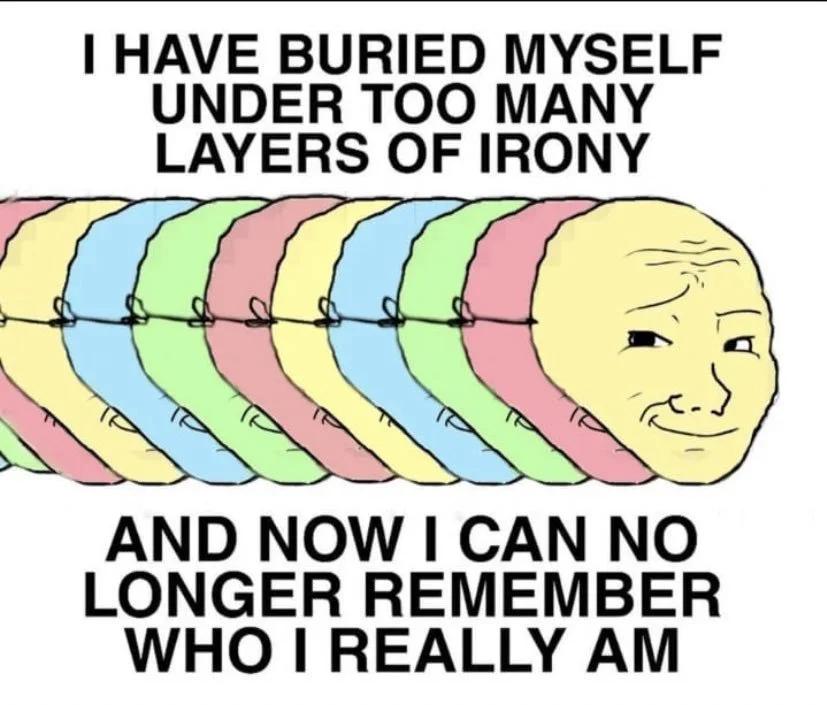 I HAVE BURIED MYSELF
UNDER TOO MANY
LAYERS OF IRONY
AND NOW I CAN NO
LONGER REMEMBER
WHO I REALLY AM